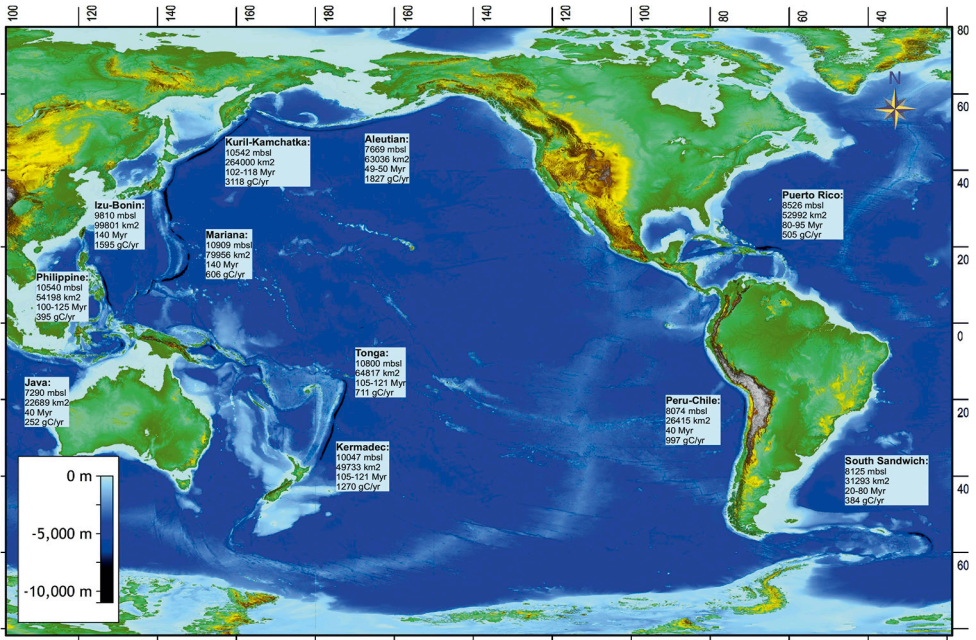 100 140 160 180 160 120 100 80 60 40
80
60
40
20
0
20
40
60
N
Kuril-Kamchatka:
10542 mbsl
264000 km2
102-118 Myr
3118 gC/yr
Aleutian:
7669 mbsl
63036 km2
49-50 Myr
1827 gC/yr
Izu-Bonin:
9810 mbsl
99801 km2
140 Myr
1595 gC/yr
Puerto Rico:
8526 mbsl
52992 km2
80-95 Myr
505 gC/yr
Mariana:
10909 mbsl
79956 km2
140 Myr
606 gC/yr
Philippine:
10540 mbsl
54198 km2
100-125 Myr
395 gC/yr
Tonga:
10800 mbsl
64817 km2
105-121 Myr
711 gC/yr
Java:
7290 mbsl
22689 km2
40 Myr
252 gC/yr
Peru-Chile:
8074 mbsl
26415 km2
40 Myr
997 gC/yr
Kermadec:
10047 mbsl
49733 km2
105-121 Myr
1270 gC/yr
South Sandwich:
8125 mbsl
31293 km2
20-80 Myr
384 gC/yr
0 m
-5,000 m
-10,000 m